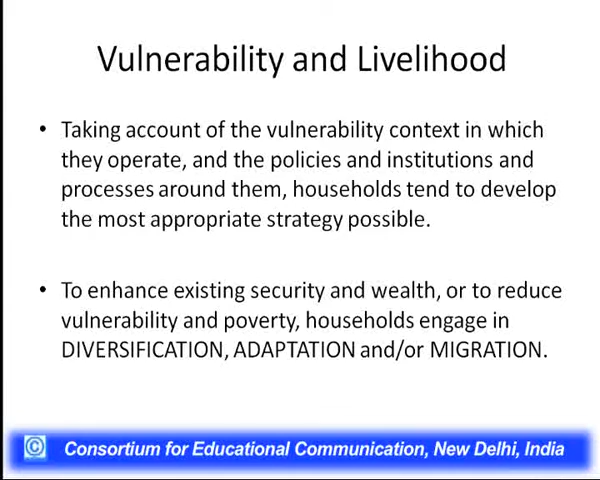 Vulnerability and Livelihood
• Taking account of the vulnerability context in which
they operate, and the policies and institutions and
processes around them, households tend to develop
the most appropriate strategy possible.
• To enhance existing security and wealth, or to reduce
vulnerability and poverty, households engage in
DIVERSIFICATION, ADAPTATION and/or MIGRATION.
© Consortium for Educational Communication, New Delhi, India